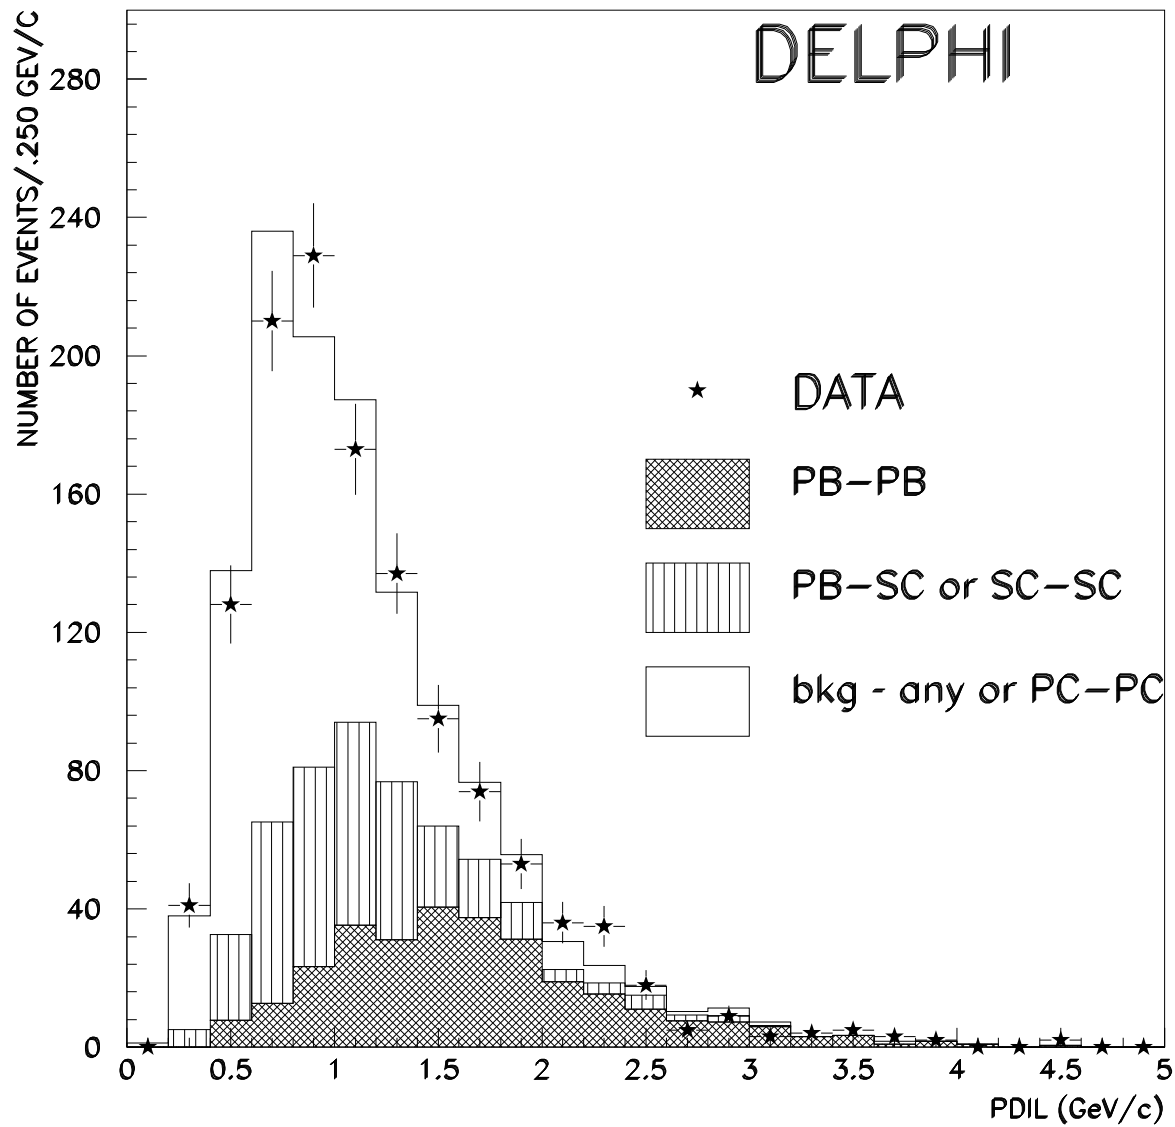 DELPHI
NUMBER OF EVENTS/.250 GEV/C
280
240
200
160
120
80
40
0
DATA
PB-PB
PB-SC or SC-SC
bkg - any or PC-PC
0 0.5 1 1.5 2 2.5 3 3.5 4 4.5 5
PDIL (GeV/c)